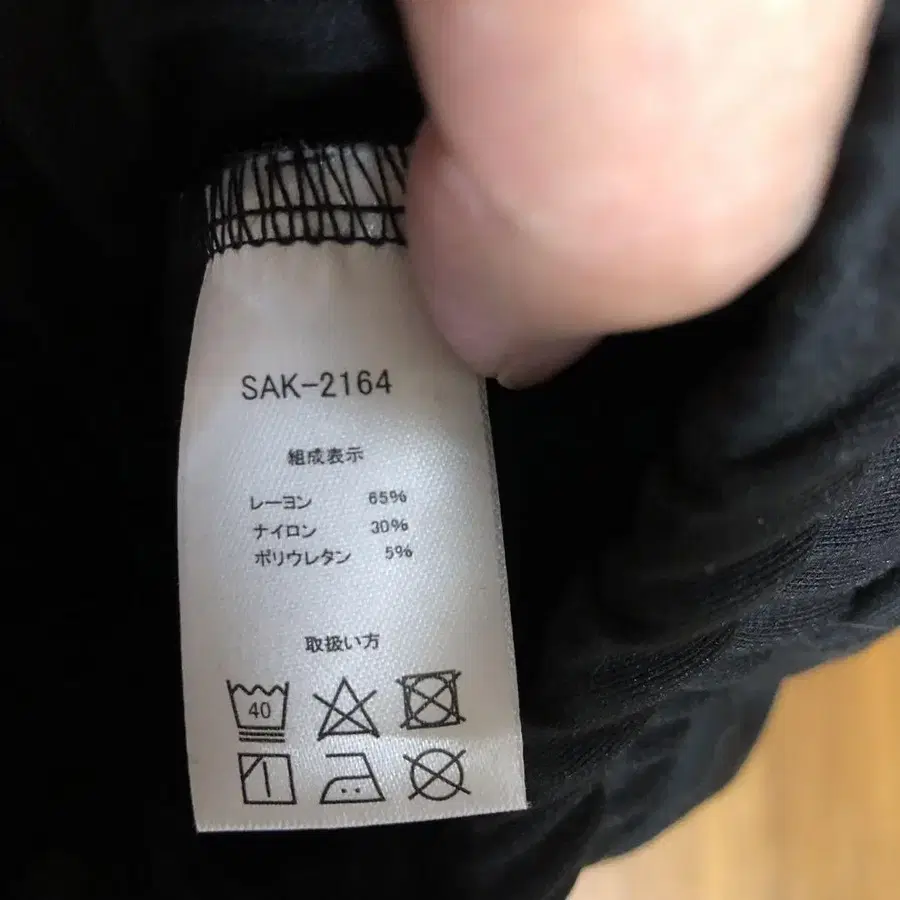 SAK-2164
組成表示
レーヨン 65%
ナイロン 30%
ポリウレタン 5%
取扱い方
40